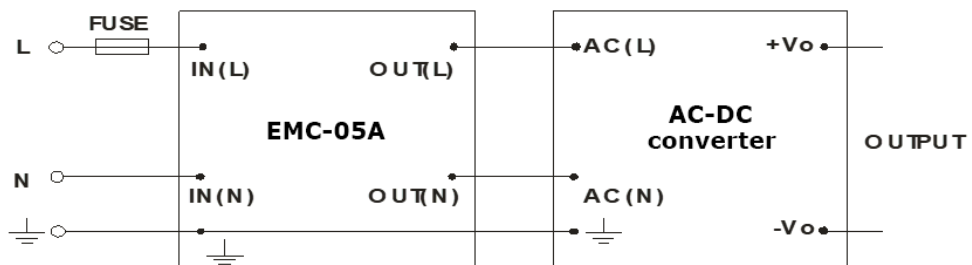 FUSE
L
IN(L)
OUT(L)
AC(L)
+Vo
EMC-05A
AC-DC
converter
OUTPUT
N
IN(N)
OUT(N)
AC(N)
-Vo